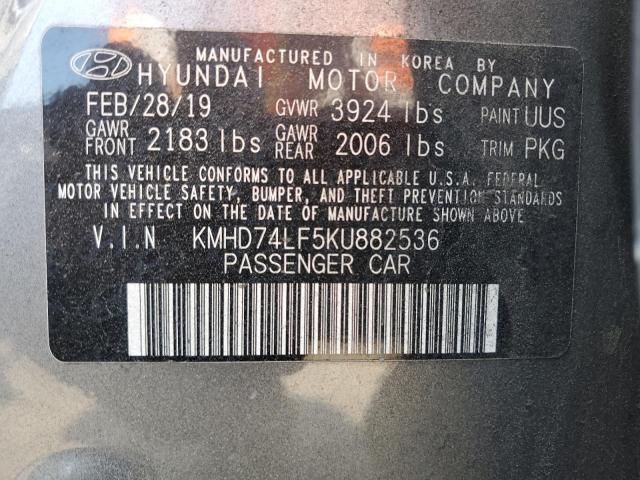 MANUFACTURED IN KOREA BY
HYUNDAI MOTOR COMPANY
FEB/28/19 GVWR 3924 lbs PAINT UUS
GAWR FRONT 2183 lbs GAWR REAR 2006 lbs TRIM PKG
THIS VEHICLE CONFORMS TO ALL APPLICABLE U.S.A. FEDERAL
MOTOR VEHICLE SAFETY, BUMPER, AND THEFT PREVENTION STANDARDS
IN EFFECT ON THE DATE OF MANUFACTURE SHOWN ABOVE
V.I.N KMHD74LF5KU882536
PASSENGER CAR